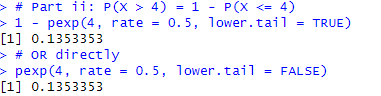 > # Part ii: P(X > 4) = 1 - P(X <= 4)
> 1 - pexp(4, rate = 0.5, lower.tail = TRUE)
[1] 0.1353353
> # OR directly
> pexp(4, rate = 0.5, lower.tail = FALSE)
[1] 0.1353353